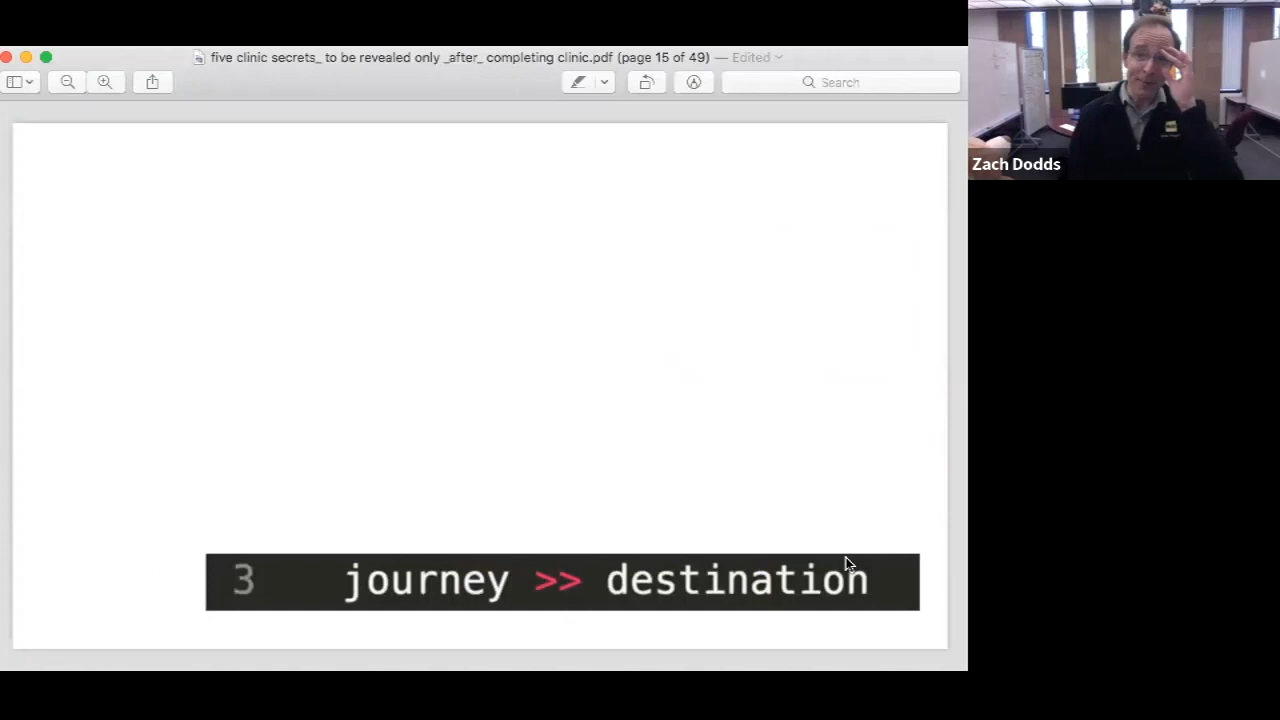 five clinic secrets_ to be revealed only _after_ completing clinic.pdf (page 15 of 49) — Edited
Search
Zach Dodds
3 journey >> destination